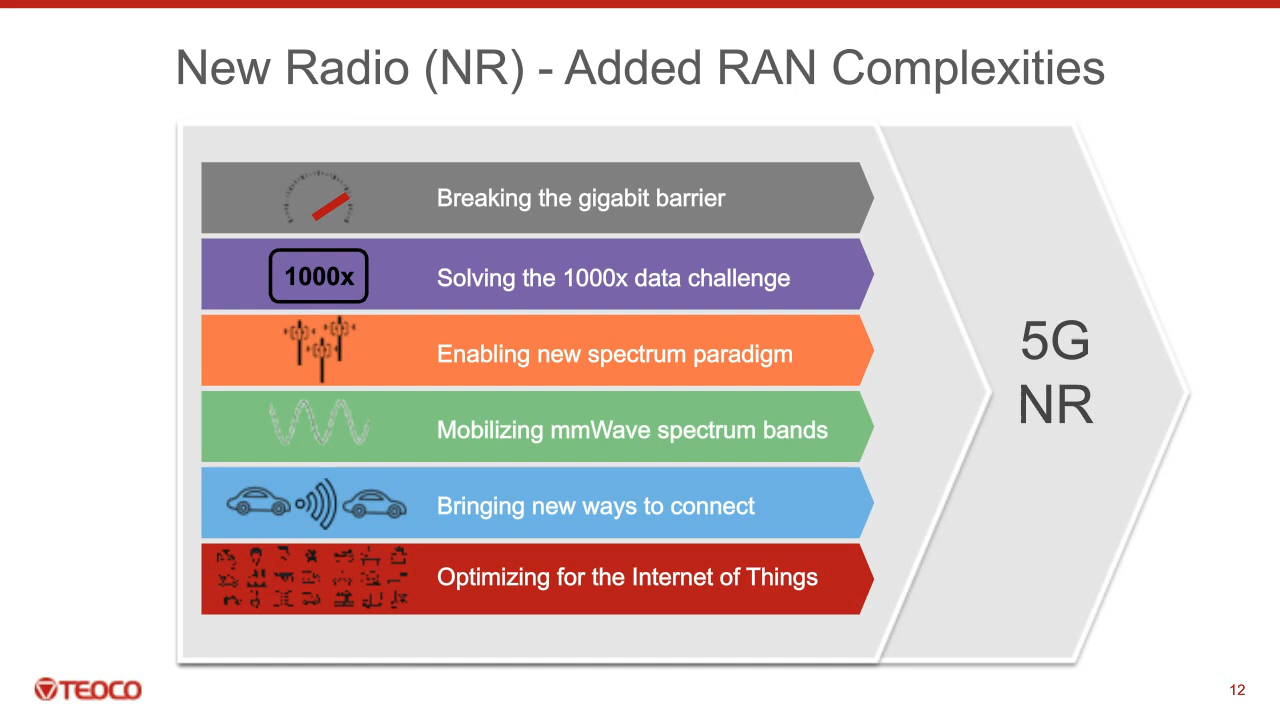 New Radio (NR) - Added RAN Complexities
Breaking the gigabit barrier
1000x
Solving the 1000x data challenge
Enabling new spectrum paradigm
Mobilizing mmWave spectrum bands
Bringing new ways to connect
Optimizing for the Internet of Things
5G
NR
TEOCO
12